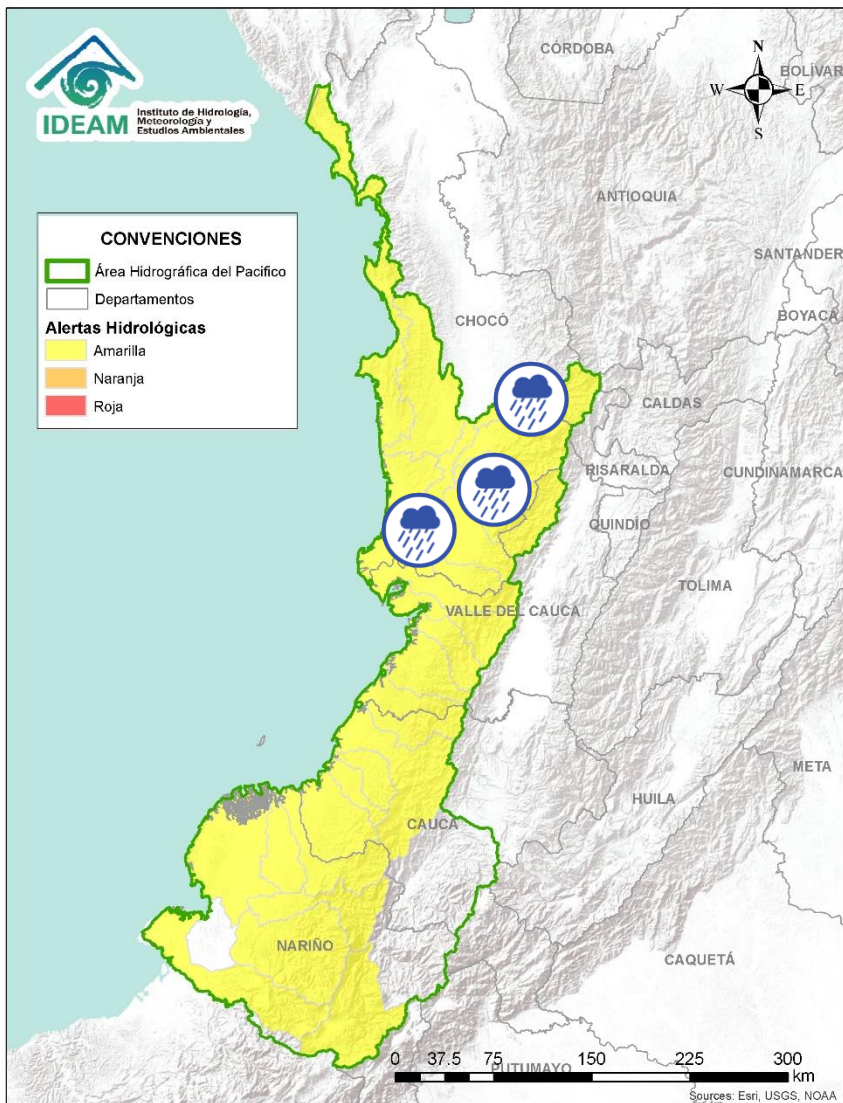 IDEAM
Instituto de Hidrología,
Meteorología y
Estudios Ambientales
CÓRDOBA
BOLÍVAR
N
W
E
S
ANTIOQUIA
CONVENCIONES
Área Hidrográfica del Pacifico
Departamentos
Alertas Hidrológicas
Amarilla
Naranja
Roja
SANTANDER
BOYACA
CHOCÓ
CALDAS
RISARALDA
CUNDINAMARCA
QUINDÍO
TOLIMA
VALLE DEL CAUCA
META
HUILA
CAUCA
NARIÑO
CAQUETÁ
PUTUMAYO
0 37.5 75 150 225 300
km
Sources: Esri, USGS, NOAA